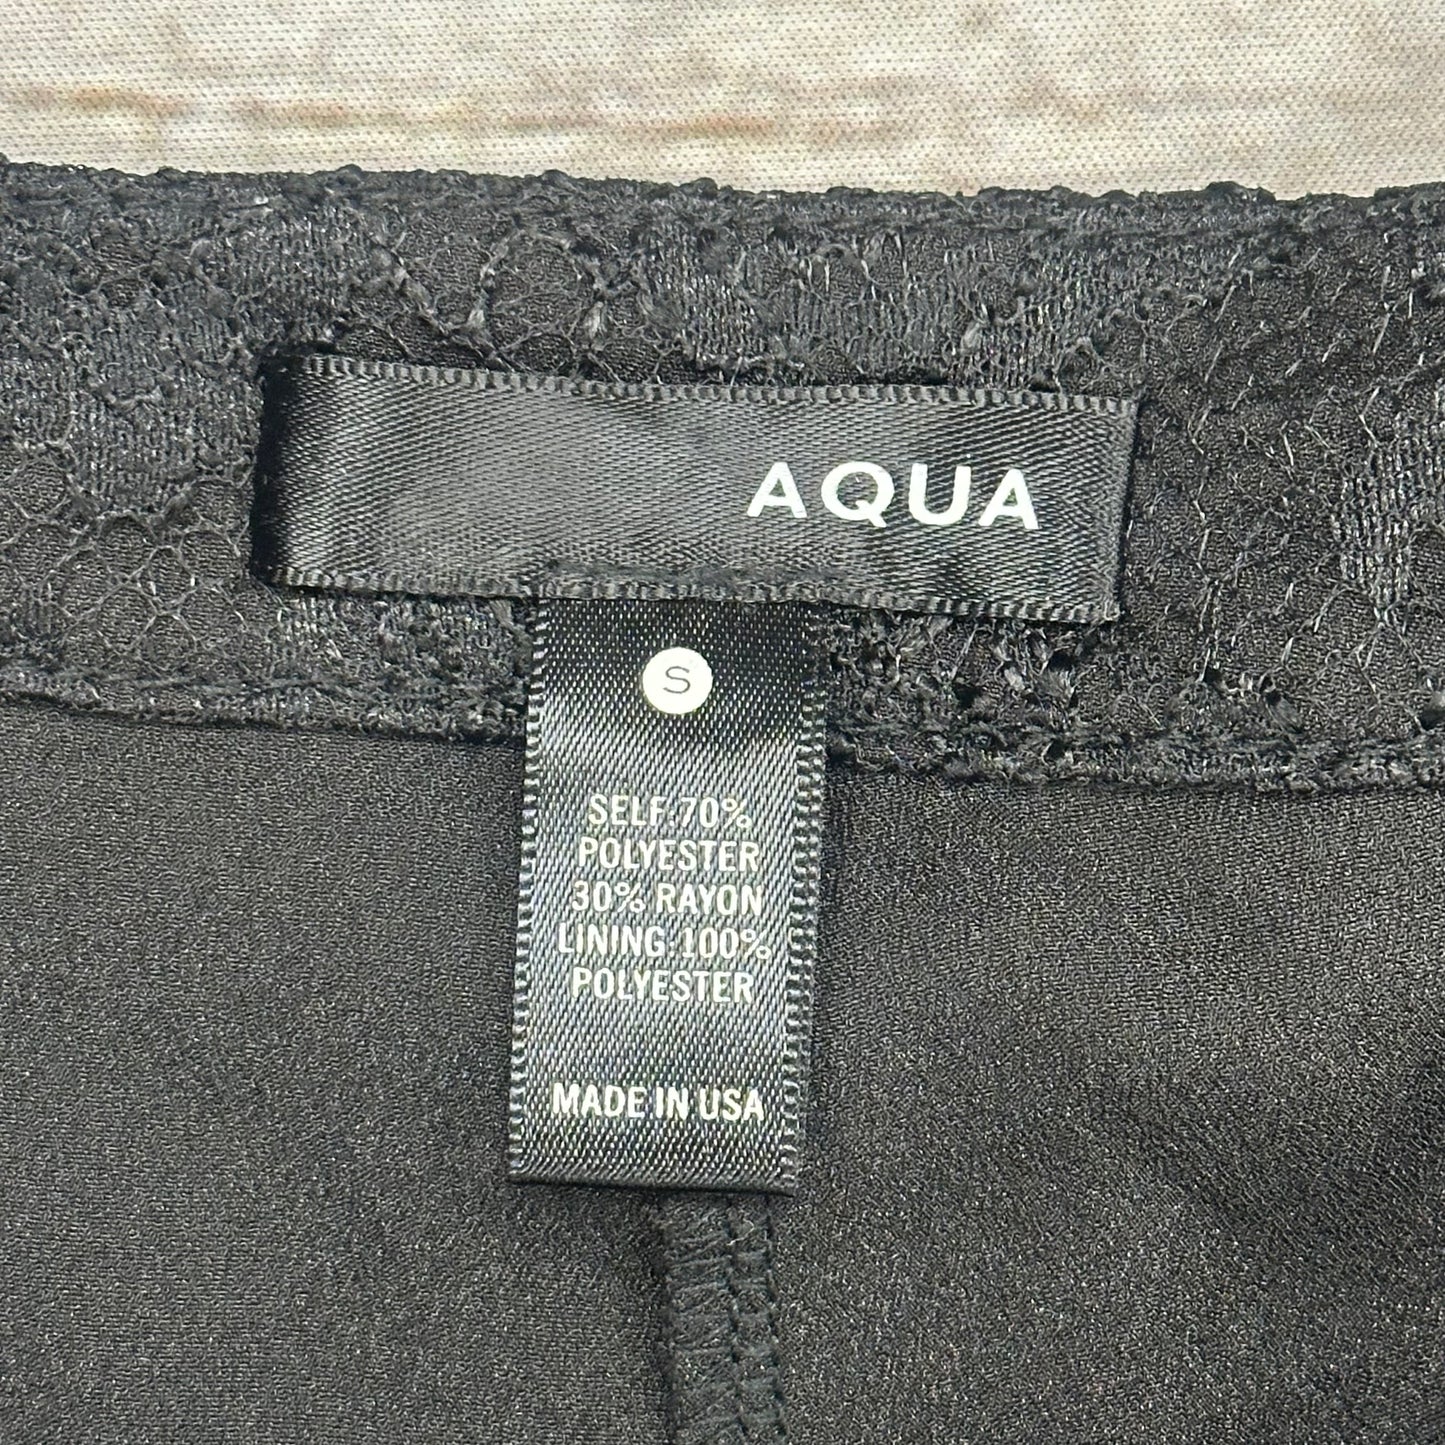 AQUA
S
SELF:70%
POLYESTER
30% RAYON
LINING:100%
POLYESTER
MADE IN USA